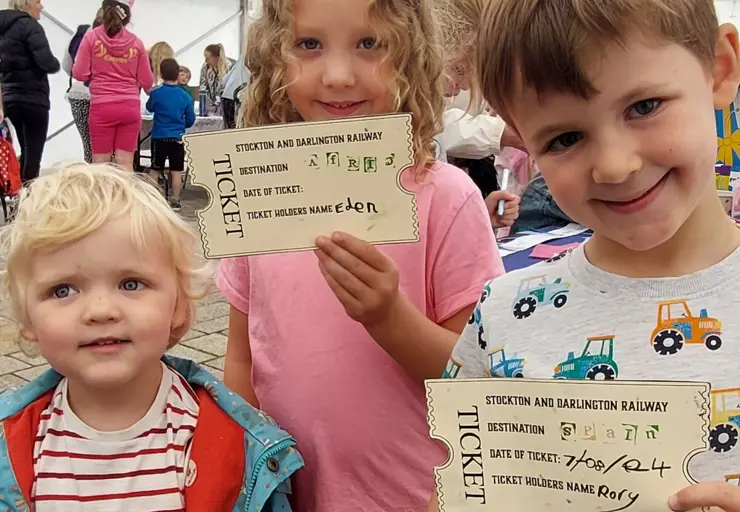 STOCKTON AND DARLINGTON RAILWAY
DESTINATION Africa
DATE OF TICKET:
TICKET HOLDERS NAME Eden
TICKET
STOCKTON AND DARLINGTON RAILWAY
DESTINATION Spain
DATE OF TICKET: 7/08/24
TICKET HOLDERS NAME Rory
TICKET